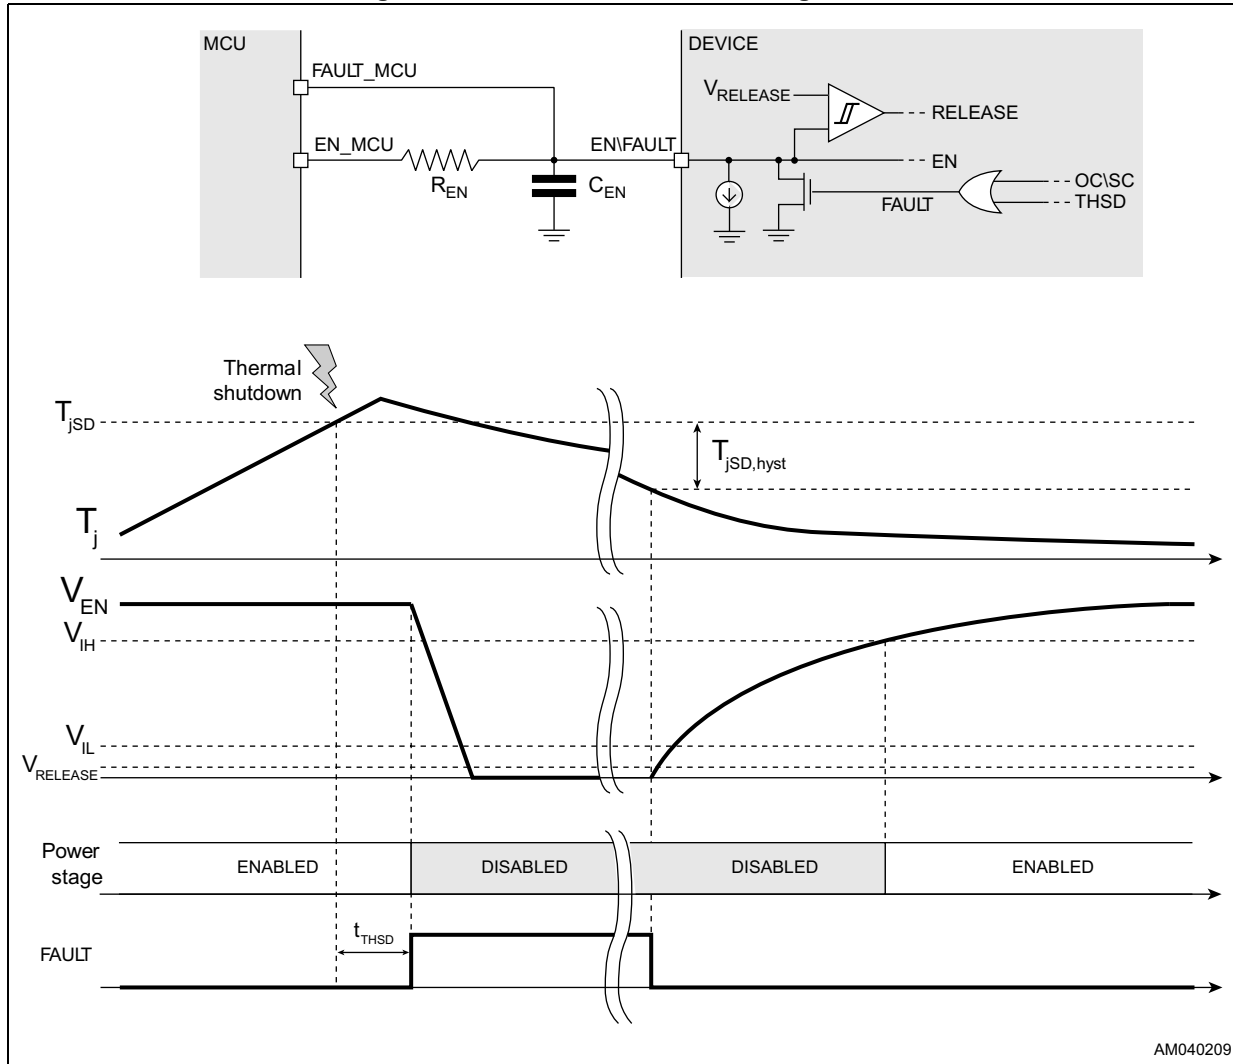 MCU
DEVICE
FAULT_MCU
V_RELEASE
RELEASE
EN_MCU
EN\FAULT
EN
R_EN
C_EN
FAULT
OC\SC
THSD
Thermal
shutdown
T_jSD
T_jSD,hyst
T_j
V_EN
V_IH
V_IL
V_RELEASE
Power
stage
ENABLED
DISABLED
DISABLED
ENABLED
t_THSD
FAULT
AM040209